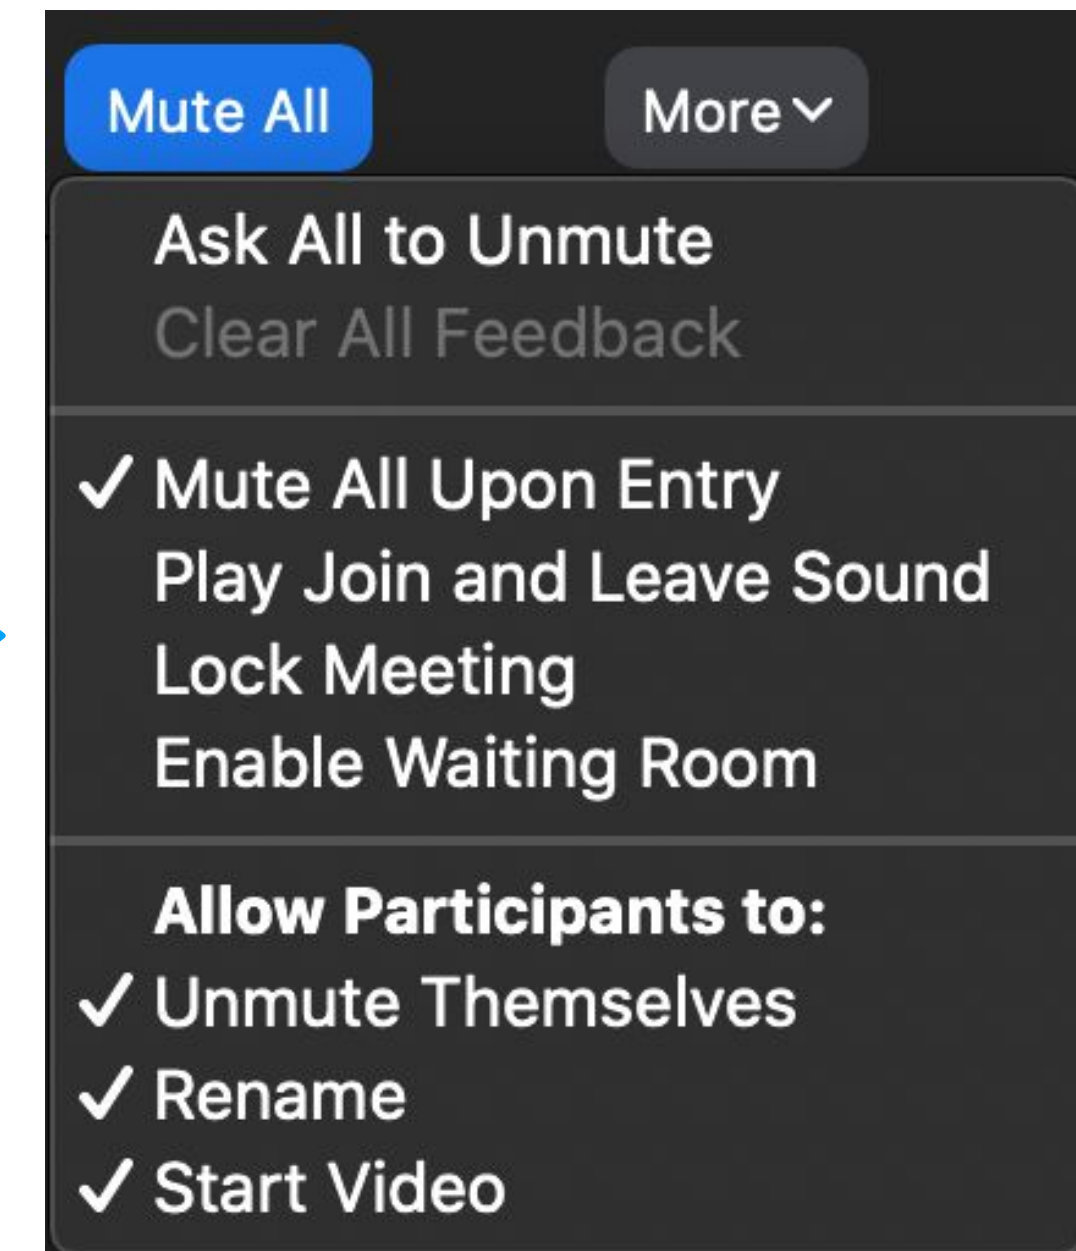 Mute All More
Ask All to Unmute
Clear All Feedback
✓ Mute All Upon Entry
Play Join and Leave Sound
Lock Meeting
Enable Waiting Room
Allow Participants to:
✓ Unmute Themselves
✓ Rename
✓ Start Video